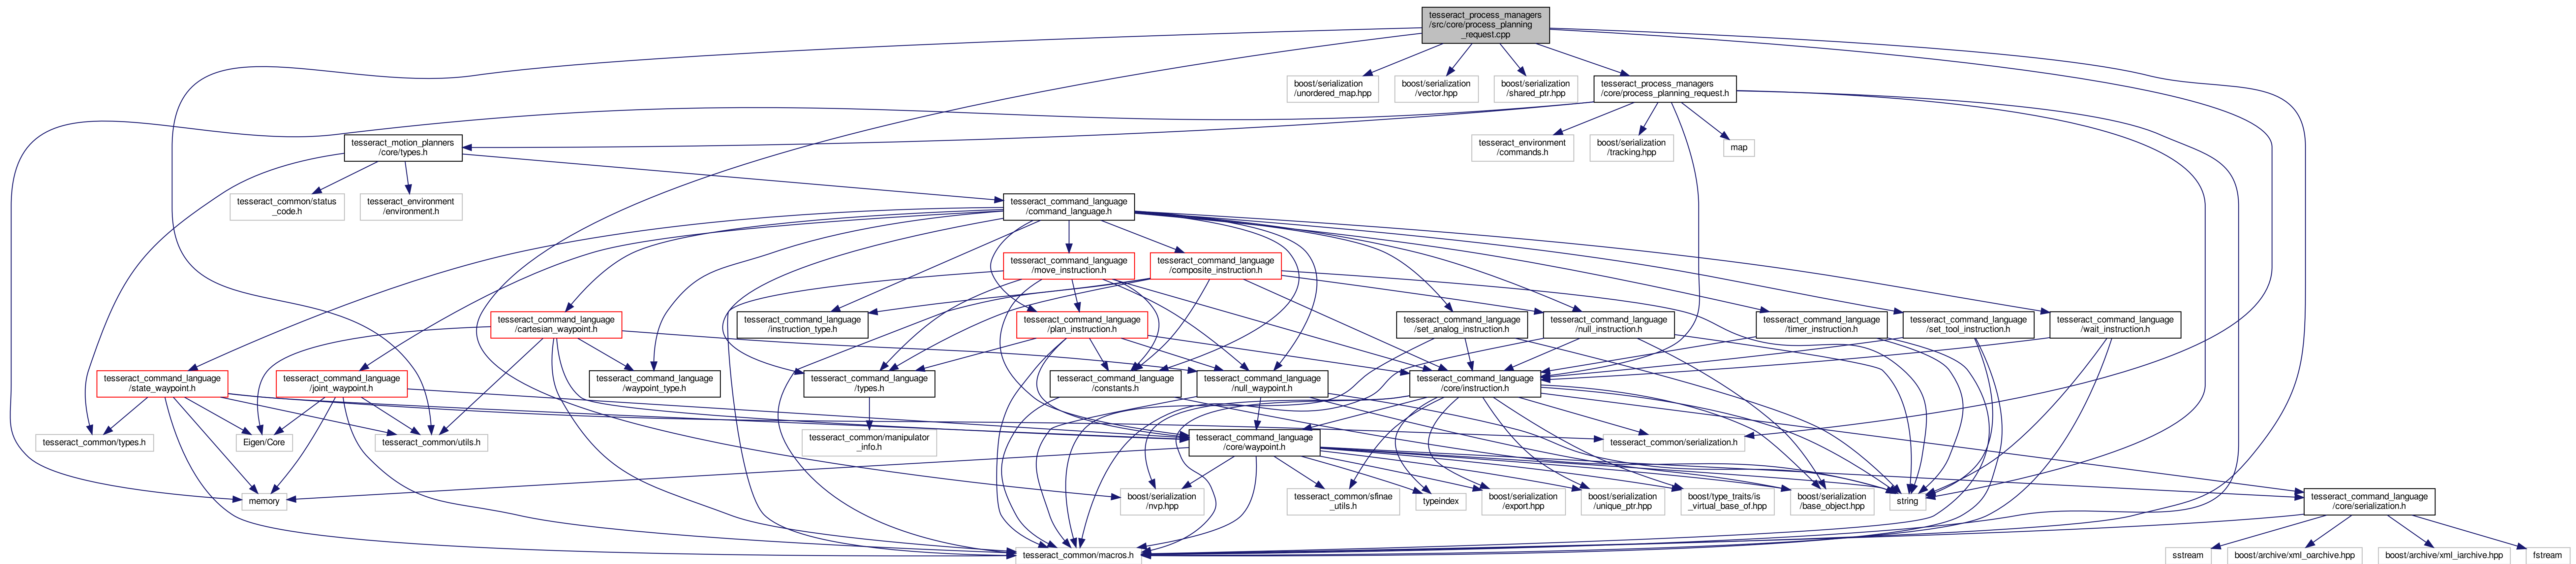 tesseract_process_managers
/src/core/process_planning
_request.cpp
boost/serialization
/unordered_map.hpp
boost/serialization
/vector.hpp
boost/serialization
/shared_ptr.hpp
tesseract_process_managers
/core/process_planning_request.h
tesseract_motion_planners
/core/types.h
tesseract_environment
/commands.h
boost/serialization
/tracking.hpp
map
tesseract_common/status
_code.h
tesseract_environment
/environment.h
tesseract_command_language
/command_language.h
tesseract_command_language
/move_instruction.h
tesseract_command_language
/composite_instruction.h
tesseract_command_language
/cartesian_waypoint.h
tesseract_command_language
/instruction_type.h
tesseract_command_language
/plan_instruction.h
tesseract_command_language
/set_analog_instruction.h
tesseract_command_language
/null_instruction.h
tesseract_command_language
/timer_instruction.h
tesseract_command_language
/set_tool_instruction.h
tesseract_command_language
/wait_instruction.h
tesseract_command_language
/state_waypoint.h
tesseract_command_language
/joint_waypoint.h
tesseract_command_language
/waypoint_type.h
tesseract_command_language
/types.h
tesseract_command_language
/constants.h
tesseract_command_language
/null_waypoint.h
tesseract_command_language
/core/instruction.h
tesseract_common/types.h
Eigen/Core
tesseract_common/utils.h
tesseract_common/manipulator
_info.h
tesseract_command_language
/core/waypoint.h
tesseract_common/serialization.h
memory
boost/serialization
/nvp.hpp
tesseract_common/sfinae
_utils.h
typeindex
boost/serialization
/export.hpp
boost/serialization
/unique_ptr.hpp
boost/type_traits/is
_virtual_base_of.hpp
boost/serialization
/base_object.hpp
string
tesseract_command_language
/core/serialization.h
tesseract_common/macros.h
sstream
boost/archive/xml_oarchive.hpp
boost/archive/xml_iarchive.hpp
fstream